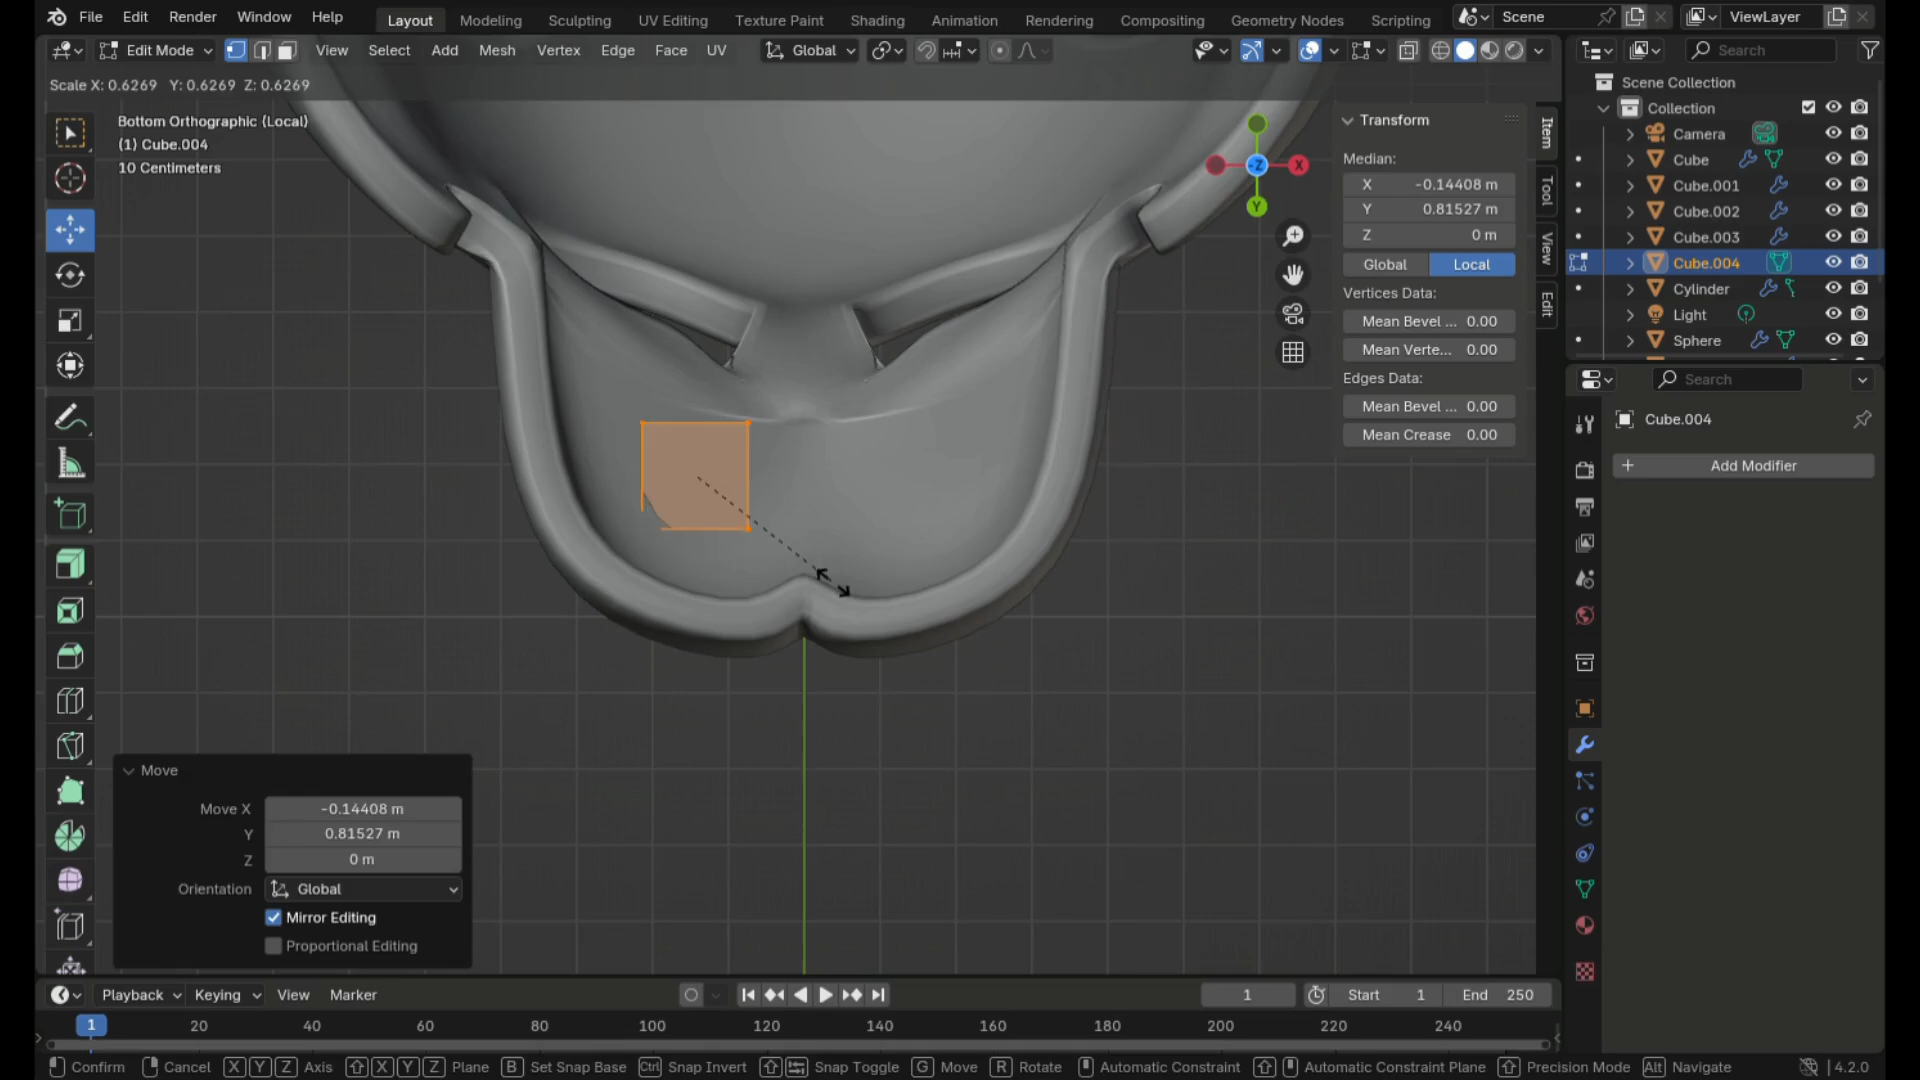 File Edit Render Window Help Layout Modeling Sculpting UV Editing Texture Paint Shading Animation Rendering Compositing Geometry Nodes Scripting Scene ViewLayer
Edit Mode View Select Add Mesh Vertex Edge Face UV Global Search
Scale X: 0.6269 Y: 0.6269 Z: 0.6269
Bottom Orthographic (Local)
(1) Cube.004
10 Centimeters
-Z X Y
Transform
Median:
X -0.14408 m
Y 0.81527 m
Z 0 m
Global Local
Vertices Data:
Mean Bevel ... 0.00
Mean Verte... 0.00
Edges Data:
Mean Bevel ... 0.00
Mean Crease 0.00
Item
Tool
View
Edit
Scene Collection
Collection
Camera
Cube
Cube.001
Cube.002
Cube.003
Cube.004
Cylinder
Light
Sphere
Search
Cube.004
+ Add Modifier
Move
Move X -0.14408 m
Y 0.81527 m
Z 0 m
Orientation Global
Mirror Editing
Proportional Editing
Playback Keying View Marker 1 Start 1 End 250
1 20 40 60 80 100 120 140 160 180 200 220 240
Confirm Cancel X Y Z Axis X Y Z Plane B Set Snap Base Ctrl Snap Invert Snap Toggle G Move R Rotate Automatic Constraint Automatic Constraint Plane Precision Mode Alt Navigate 4.2.0